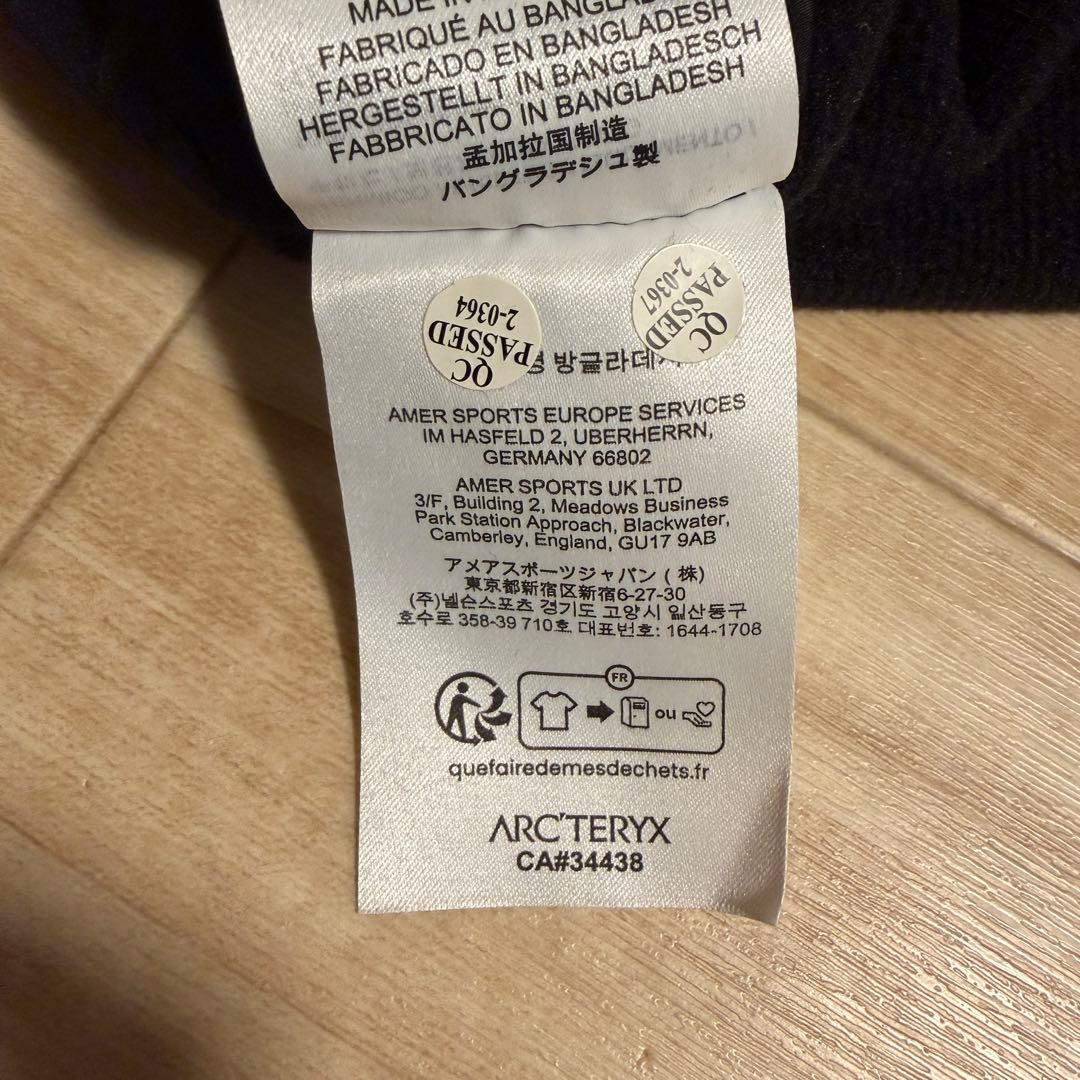 MADE IN
FABRIQUÉ AU BANGLADESH
FABRICADO EN BANGLADESH
HERGESTELLT IN BANGLADESCH
FABBRICATO IN BANGLADESH
孟加拉国制造
バングラデシュ製
QC
PASSED
2-0364
QC
PASSED
2-0367
방글라데
AMER SPORTS EUROPE SERVICES
IM HASFELD 2, UBERHERRN,
GERMANY 66802
AMER SPORTS UK LTD
3/F, Building 2, Meadows Business
Park Station Approach, Blackwater,
Camberley, England, GU17 9AB
アメアスポーツジャパン ( 株)
東京都新宿区新宿6-27-30
(주)넬슨스포츠 경기도 고양시 일산동구
호수로 358-39 710호 대표번호: 1644-1708
FR
ou
quefairedemesdechets.fr
ARC'TERYX
CA#34438